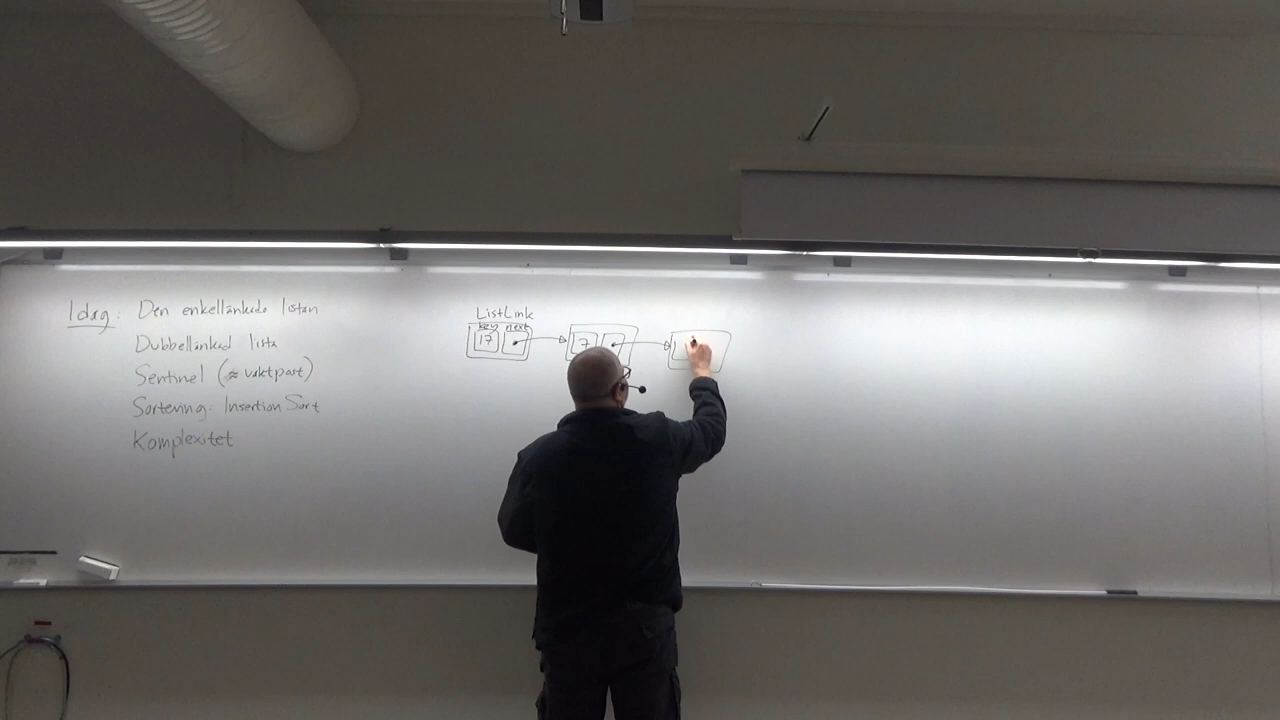 Idag: Den enkellänkade listan
Dubbellänkad lista
Sentinel (≈ vaktpost)
Sortering: Insertion Sort
Komplexitet
ListLink
key next
17 7